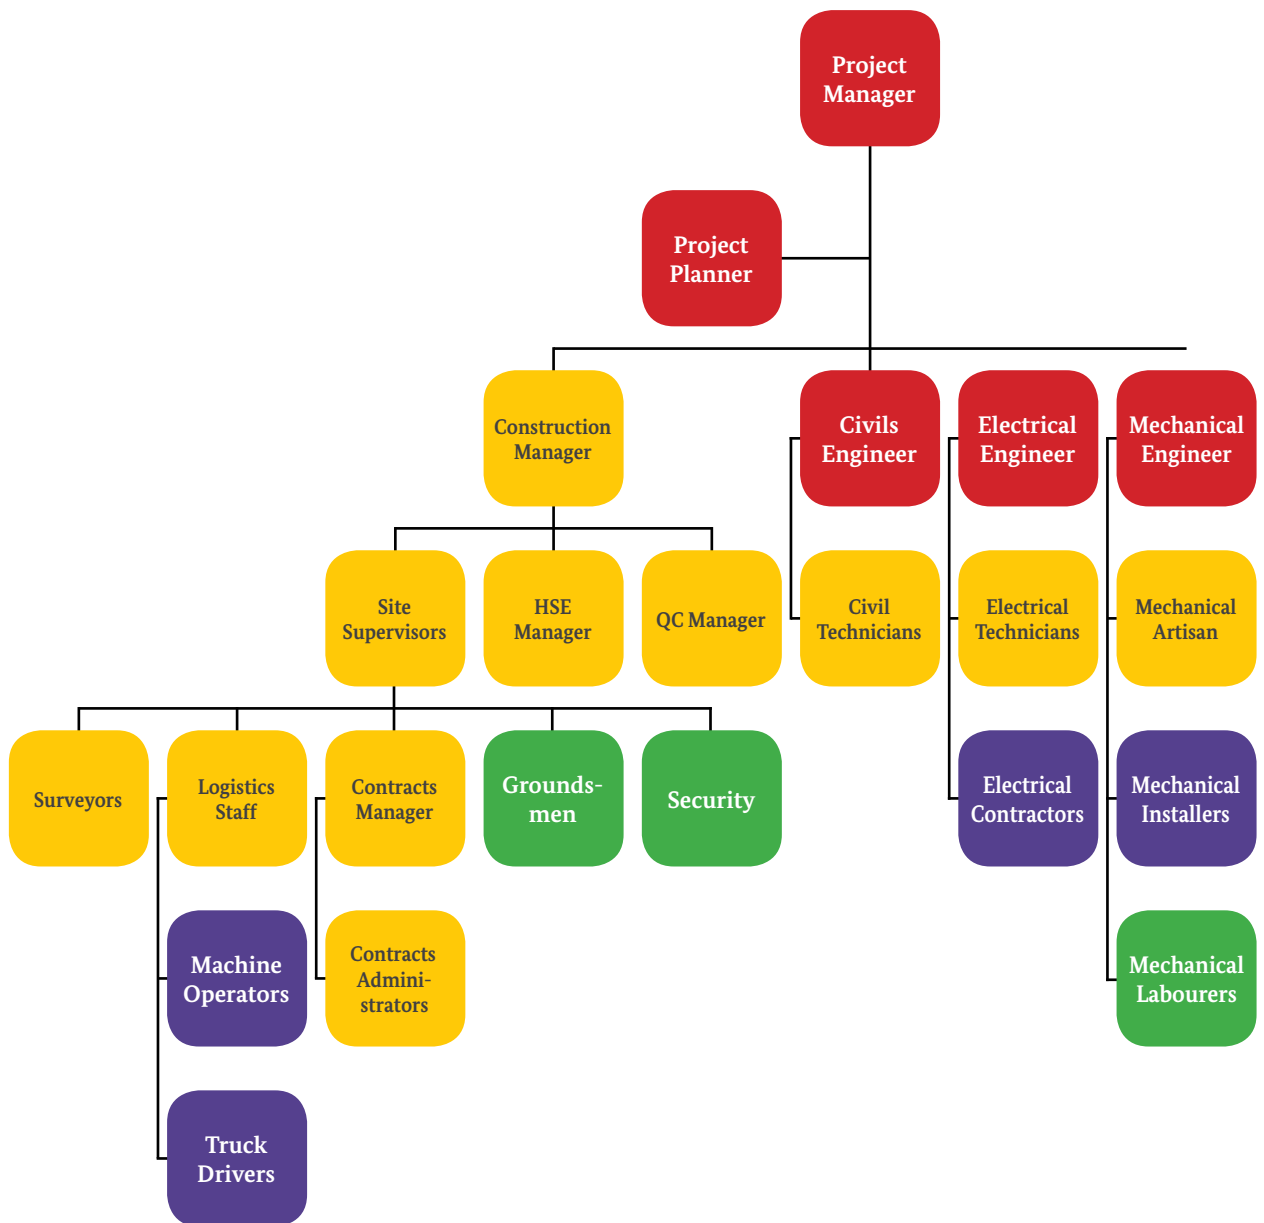 Project
Manager
Project
Planner
Construction
Manager
Civils
Engineer
Electrical
Engineer
Mechanical
Engineer
Site
Supervisors
HSE
Manager
QC Manager
Civil
Technicians
Electrical
Technicians
Mechanical
Artisan
Surveyors
Logistics
Staff
Contracts
Manager
Grounds-
men
Security
Electrical
Contractors
Mechanical
Installers
Machine
Operators
Contracts
Admini-
strators
Mechanical
Labourers
Truck
Drivers